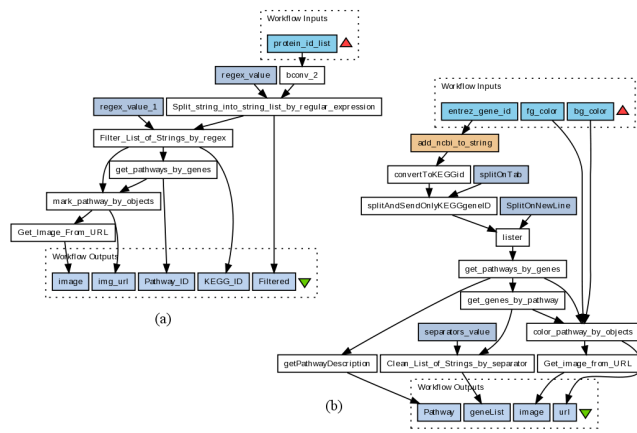 Workflow Inputs
protein_id_list
regex_value
bconv_2
regex_value_1
Split_string_into_string_list_by_regular_expression
Filter_List_of_Strings_by_regex
get_pathways_by_genes
mark_pathway_by_objects
Get_Image_From_URL
Workflow Outputs
image
img_url
Pathway_ID
KEGG_ID
Filtered
(a)
Workflow Inputs
entrez_gene_id
fg_color
bg_color
add_ncbi_to_string
convertToKEGGid
splitOnTab
splitAndSendOnlyKEGGgeneID
SplitOnNewLine
lister
get_pathways_by_genes
get_genes_by_pathway
separators_value
color_pathway_by_objects
getPathwayDescription
Clean_List_of_Strings_by_separator
Get_image_from_URL
Workflow Outputs
Pathway
geneList
image
url
(b)